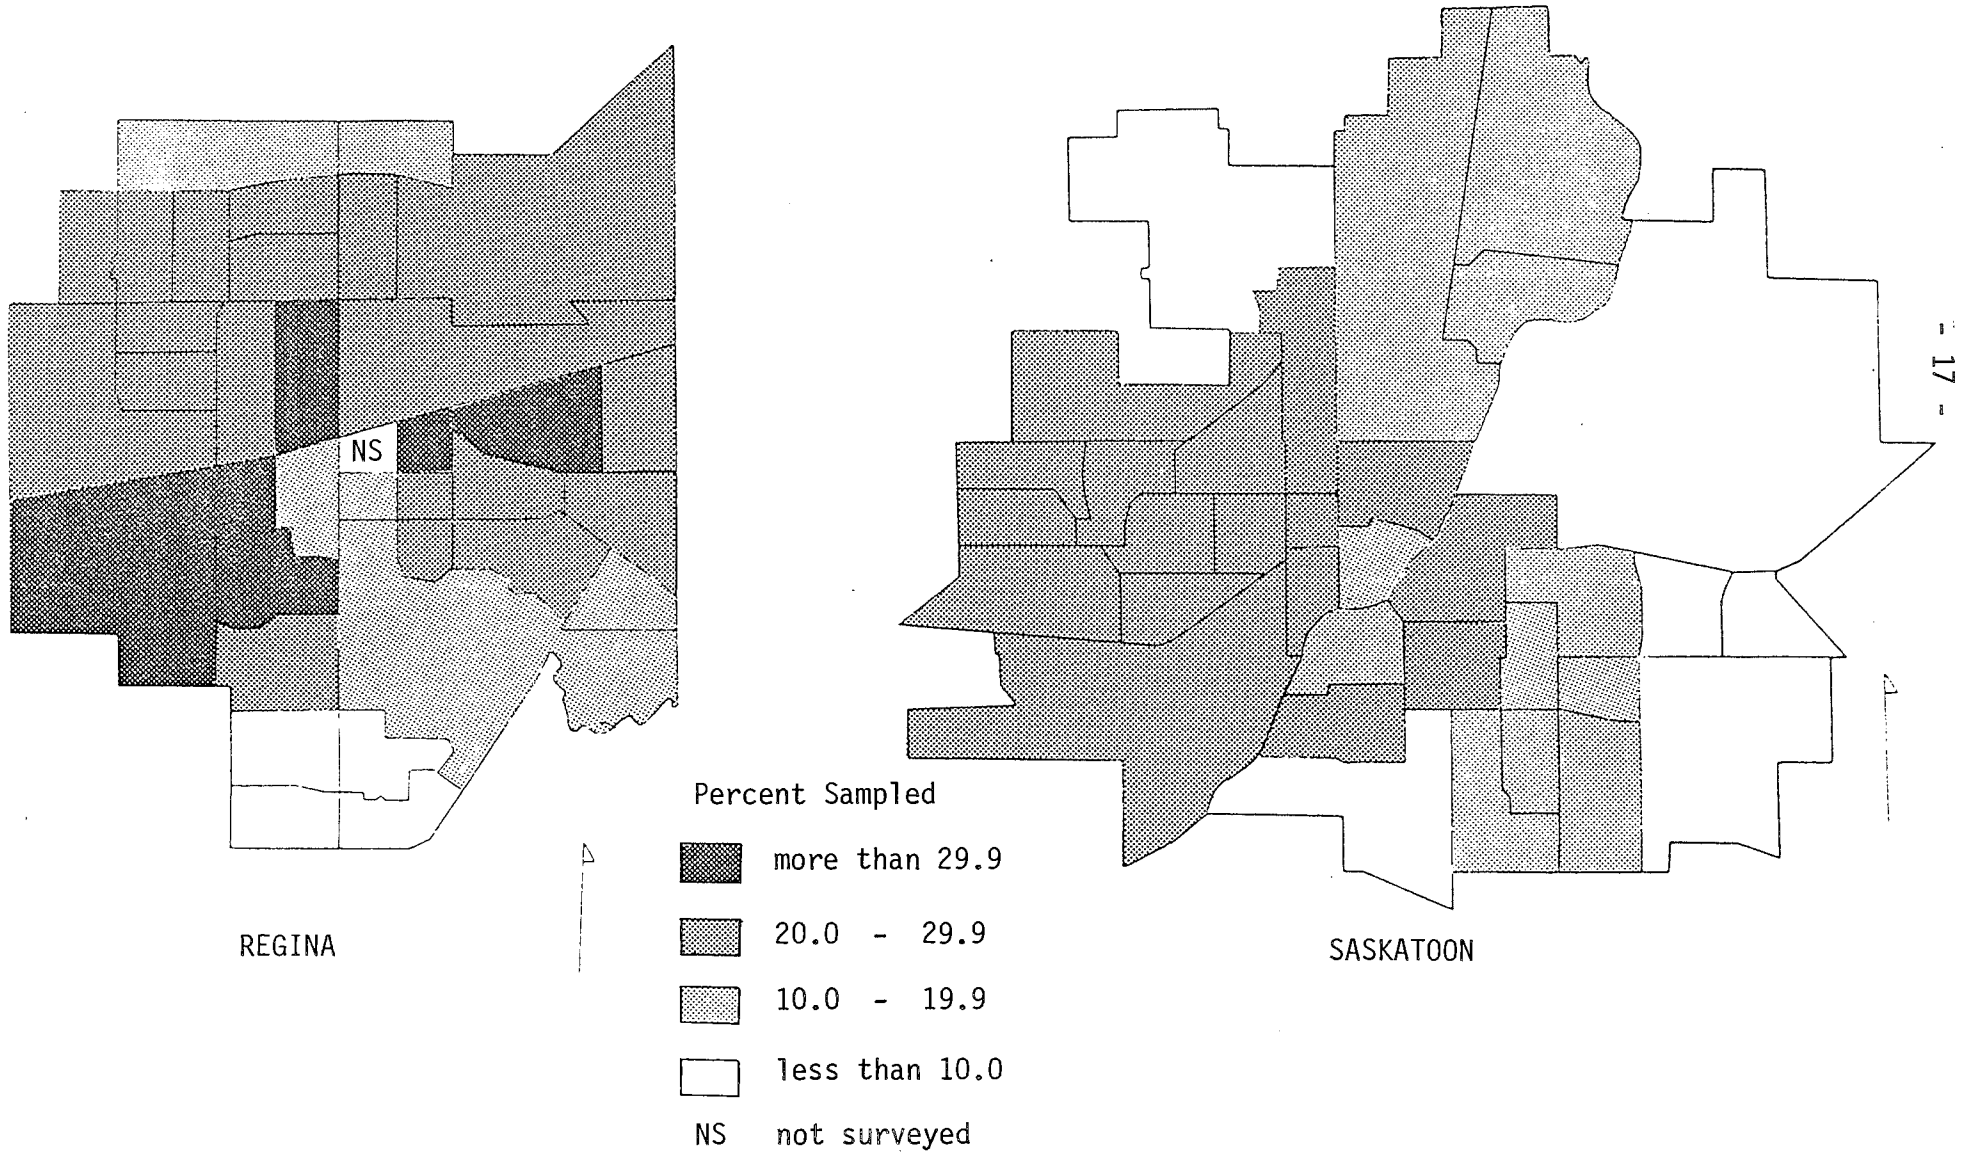 - 17 -
NS
Percent Sampled
more than 29.9
20.0 - 29.9
10.0 - 19.9
less than 10.0
NS not surveyed
REGINA
SASKATOON